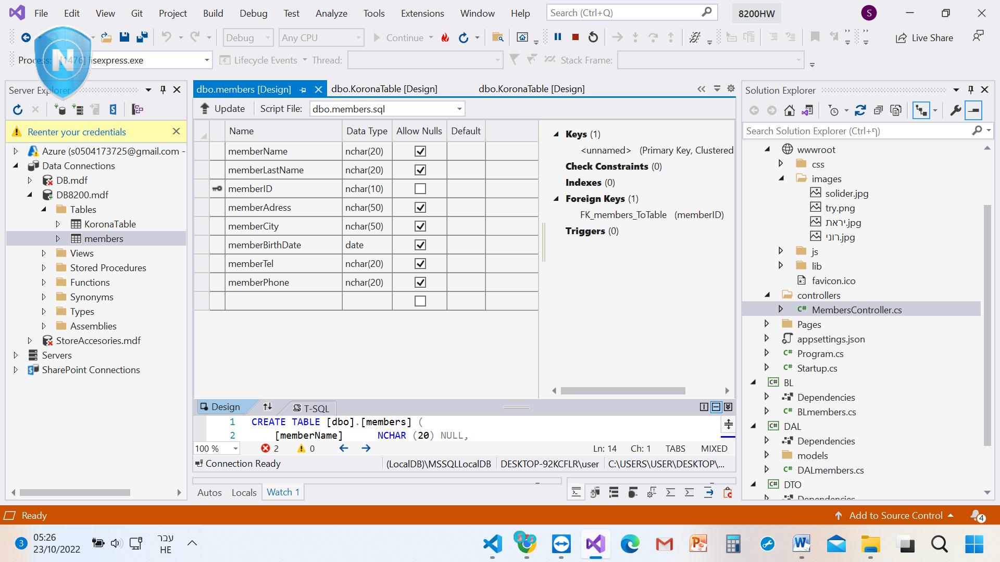 File Edit View Git Project Build Debug Test Analyze Tools Extensions Window Help Search (Ctrl+Q) 8200HW S
Debug Any CPU Continue Live Share
Process: [1476] iisexpress.exe Lifecycle Events Thread: Stack Frame:
N
Server Explorer
Reenter your credentials
Azure (s0504173725@gmail.com -
Data Connections
DB.mdf
DB8200.mdf
Tables
KoronaTable
members
Views
Stored Procedures
Functions
Synonyms
Types
Assemblies
StoreAccesories.mdf
Servers
SharePoint Connections
dbo.members [Design] dbo.KoronaTable [Design] dbo.KoronaTable [Design]
Update Script File: dbo.members.sql
Name Data Type Allow Nulls Default
memberName nchar(20)
memberLastName nchar(20)
memberID nchar(10)
memberAdress nchar(50)
memberCity nchar(50)
memberBirthDate date
memberTel nchar(20)
memberPhone nchar(20)
Keys (1)
<unnamed> (Primary Key, Clustered
Check Constraints (0)
Indexes (0)
Foreign Keys (1)
FK_members_ToTable (memberID)
Triggers (0)
Design T-SQL
1 CREATE TABLE [dbo].[members] (
2 [memberName] NCHAR (20) NULL,
100 % 2 0 Ln: 14 Ch: 1 TABS MIXED
Connection Ready (LocalDB)\MSSQLLocalDB DESKTOP-92KCFLR\user C:\USERS\USER\DESKTOP\...
Autos Locals Watch 1
Solution Explorer
Search Solution Explorer (Ctrl+ף)
wwwroot
css
images
solider.jpg
try.png
יראת.jpg
רוני.jpg
js
lib
favicon.ico
controllers
C# MembersController.cs
Pages
appsettings.json
C# Program.cs
C# Startup.cs
C# BL
Dependencies
C# BLmembers.cs
C# DAL
Dependencies
models
C# DALmembers.cs
C# DTO
Dependencies
Ready Add to Source Control 4
3 05:26
23/10/2022
עבר
HE